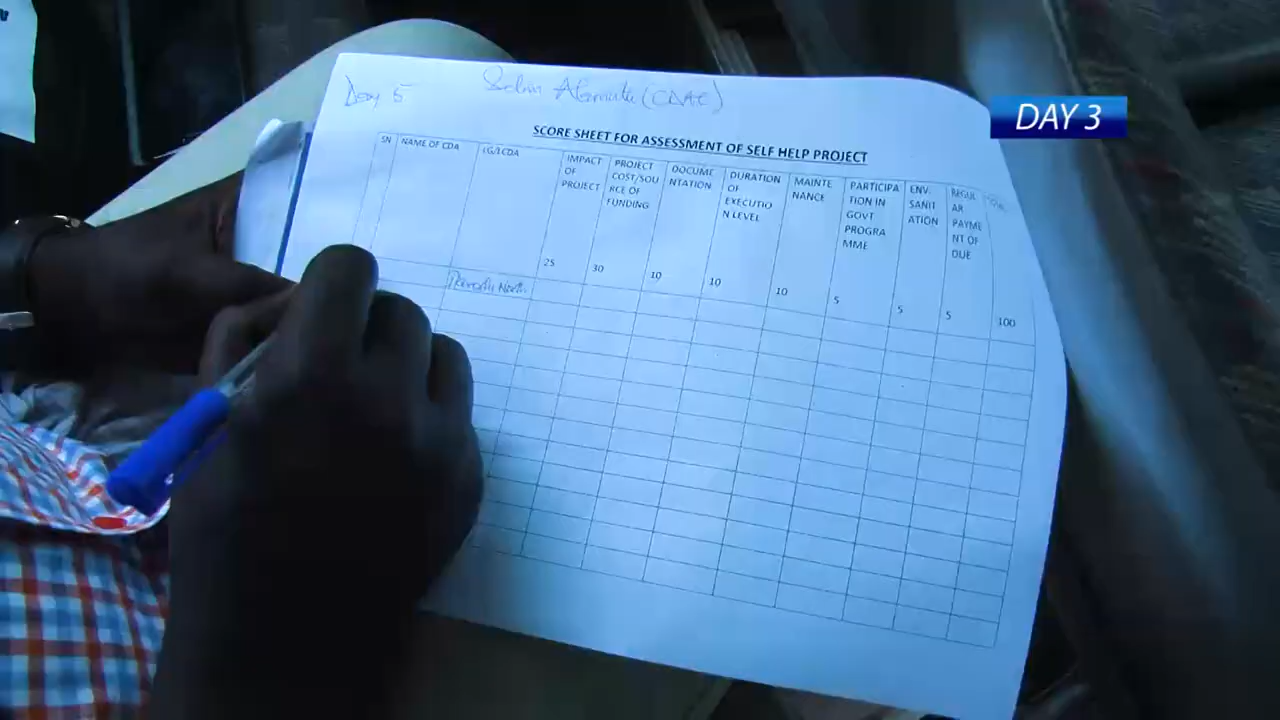 DAY 3
Day 5
(CDAC)
SCORE SHEET FOR ASSESSMENT OF SELF HELP PROJECT
SN
NAME OF CDA
LG/LCDA
IMPACT
OF
PROJECT
25
PROJECT
COST/SOU
RCE OF
FUNDING
30
DOCUME
NTATION
10
DURATION
OF
EXECUTIO
N LEVEL
10
MAINTE
NANCE
10
PARTICIPA
TION IN
GOVT
PROGRA
MME
5
ENV.
SANIT
ATION
5
REGUL
AR
PAYME
NT OF
DUE
5
100
North